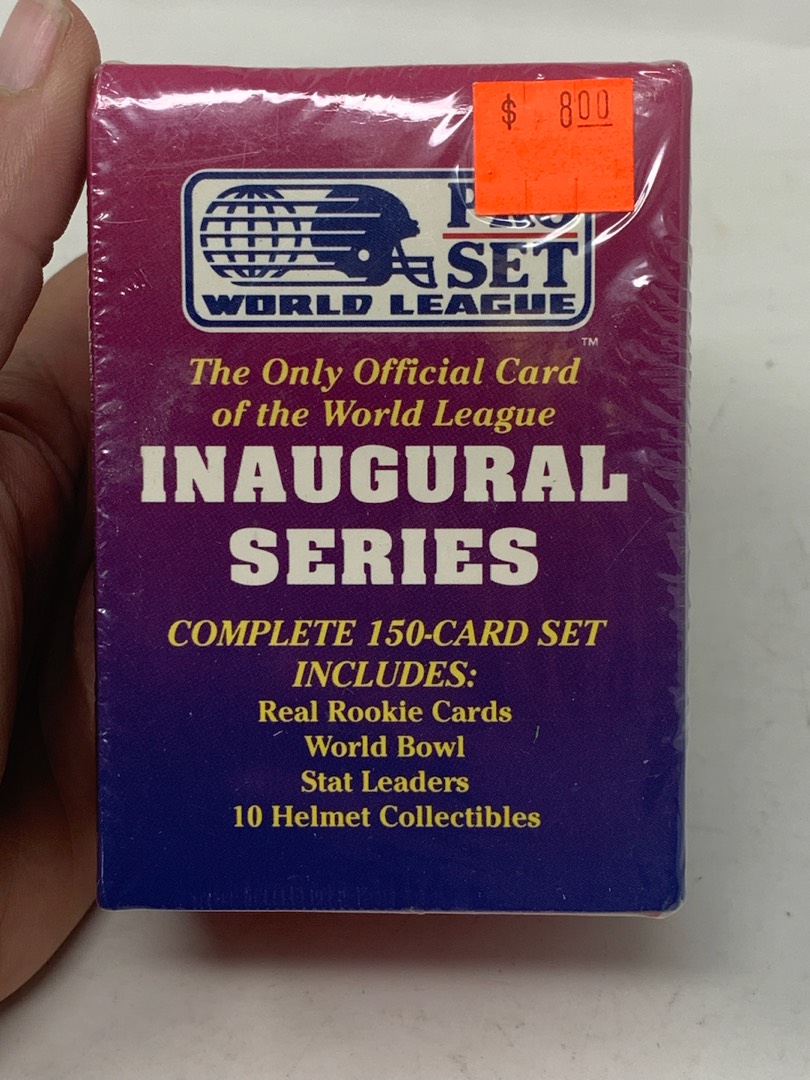 $ 800
SET
WORLD LEAGUE
TM
The Only Official Card
of the World League
INAUGURAL
SERIES
COMPLETE 150-CARD SET
INCLUDES:
Real Rookie Cards
World Bowl
Stat Leaders
10 Helmet Collectibles